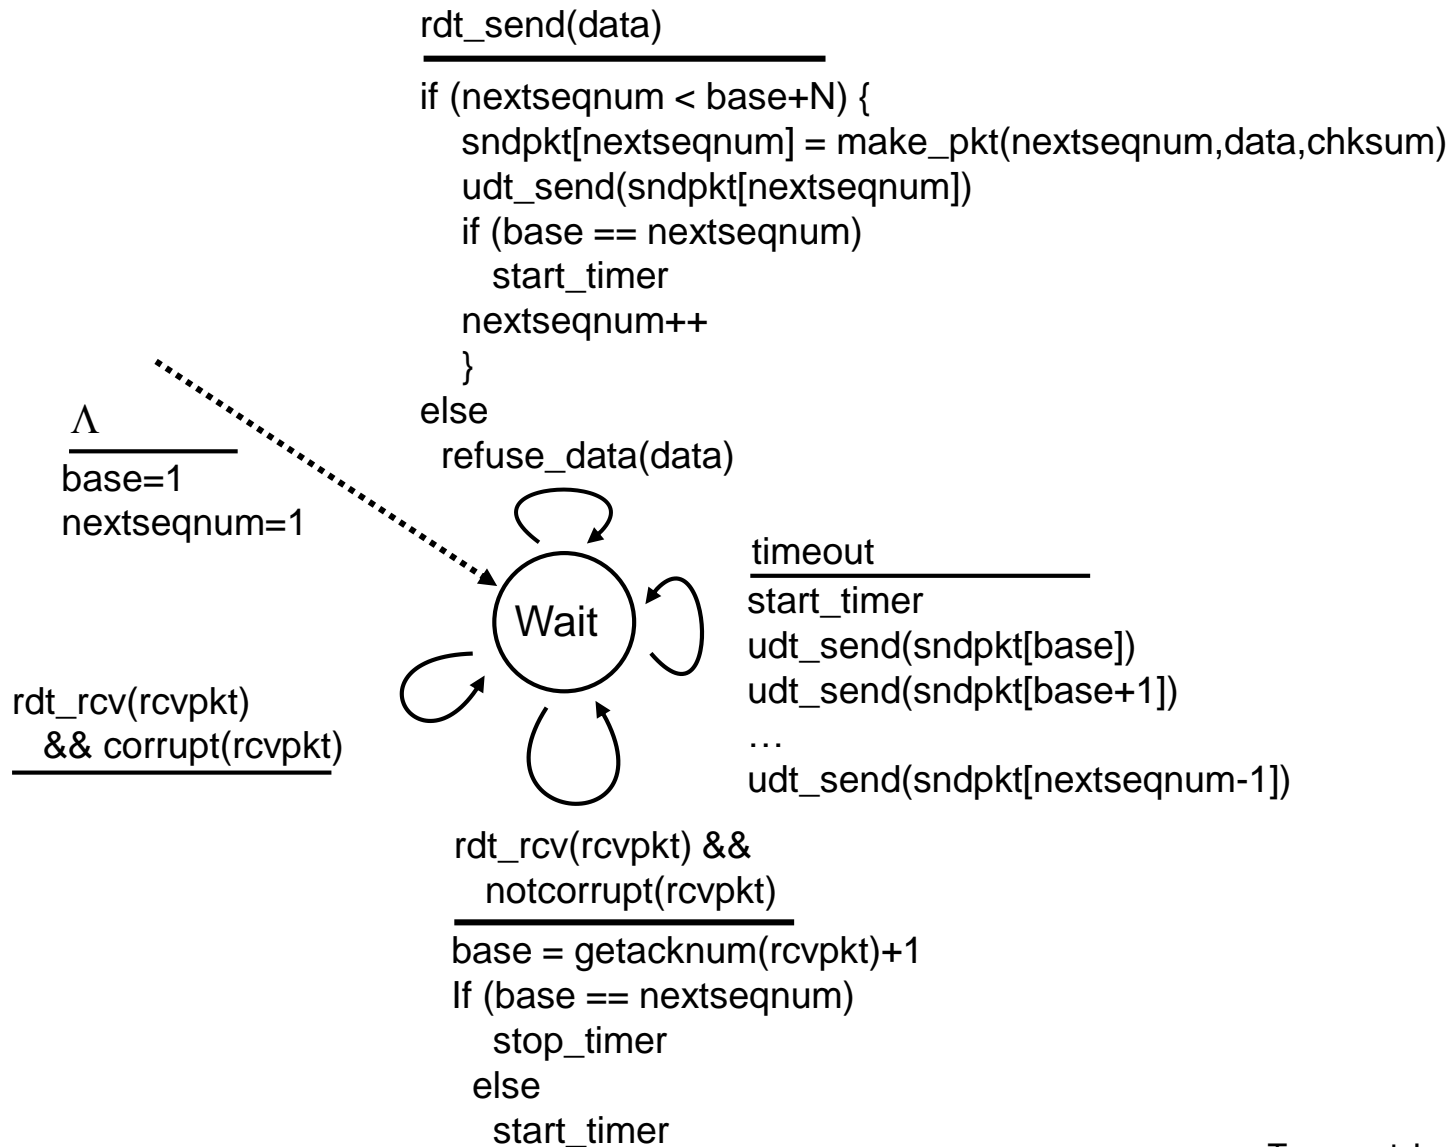 rdt_send(data)
if (nextseqnum < base+N) {
sndpkt[nextseqnum] = make_pkt(nextseqnum,data,chksum)
udt_send(sndpkt[nextseqnum])
if (base == nextseqnum)
start_timer
nextseqnum++
}
else
refuse_data(data)
Λ
base=1
nextseqnum=1
Wait
timeout
start_timer
udt_send(sndpkt[base])
udt_send(sndpkt[base+1])
…
udt_send(sndpkt[nextseqnum-1])
rdt_rcv(rcvpkt)
&& corrupt(rcvpkt)
rdt_rcv(rcvpkt) &&
notcorrupt(rcvpkt)
base = getacknum(rcvpkt)+1
If (base == nextseqnum)
stop_timer
else
start_timer